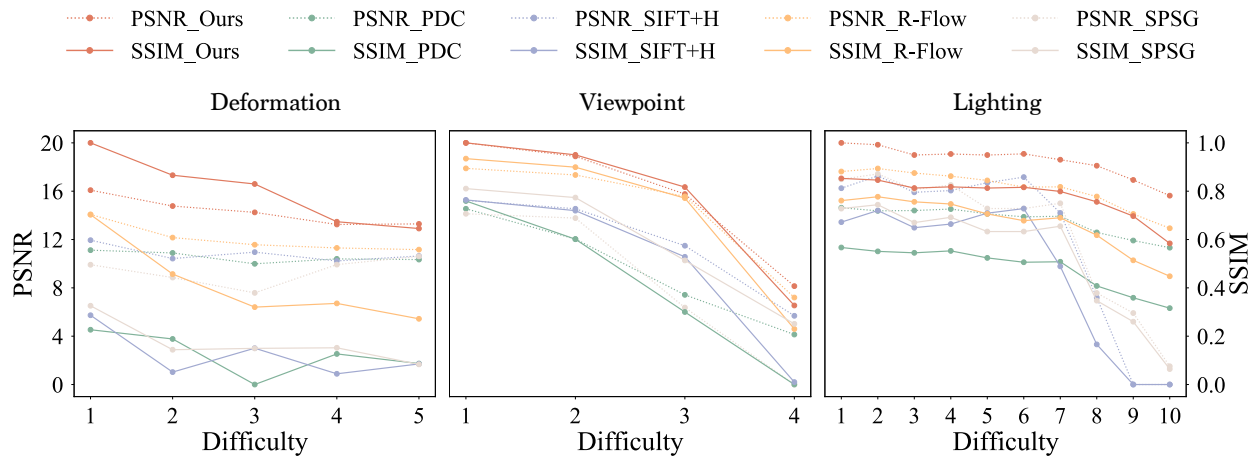 PSNR_Ours PSNR_PDC PSNR_SIFT+H PSNR_R-Flow PSNR_SPSG
SSIM_Ours SSIM_PDC SSIM_SIFT+H SSIM_R-Flow SSIM_SPSG
Deformation Viewpoint Lighting
20 1.0
16 0.8
12 0.6
8 0.4
4 0.2
0 0.0
PSNR
SSIM
1 2 3 4 5 1 2 3 4 1 2 3 4 5 6 7 8 9 10
Difficulty Difficulty Difficulty